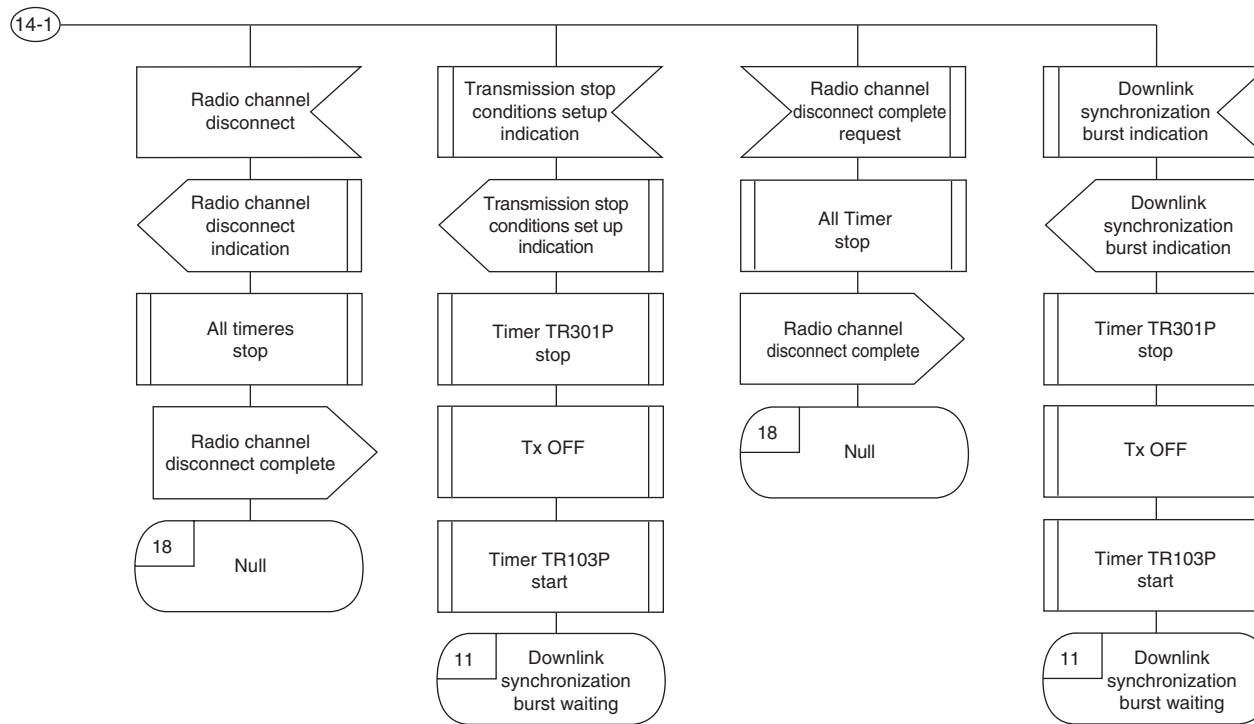 14-1
Radio channel
disconnect
Radio channel
disconnect
indication
All timeres
stop
Radio channel
disconnect complete
18
Null
Transmission stop
conditions setup
indication
Transmission stop
conditions set up
indication
Timer TR301P
stop
Tx OFF
Timer TR103P
start
11
Downlink
synchronization
burst waiting
Radio channel
disconnect complete
request
All Timer
stop
Radio channel
disconnect complete
18
Null
Downlink
synchronization
burst indication
Downlink
synchronization
burst indication
Timer TR301P
stop
Tx OFF
Timer TR103P
start
11
Downlink
synchronization
burst waiting